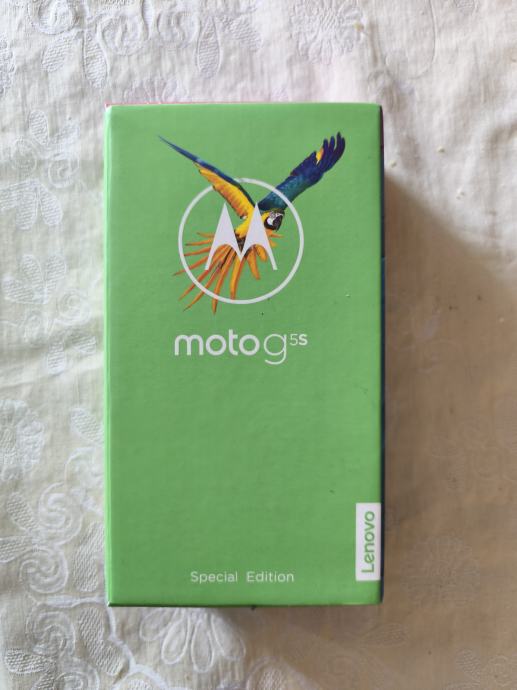 moto g5s
Lenovo
Special Edition